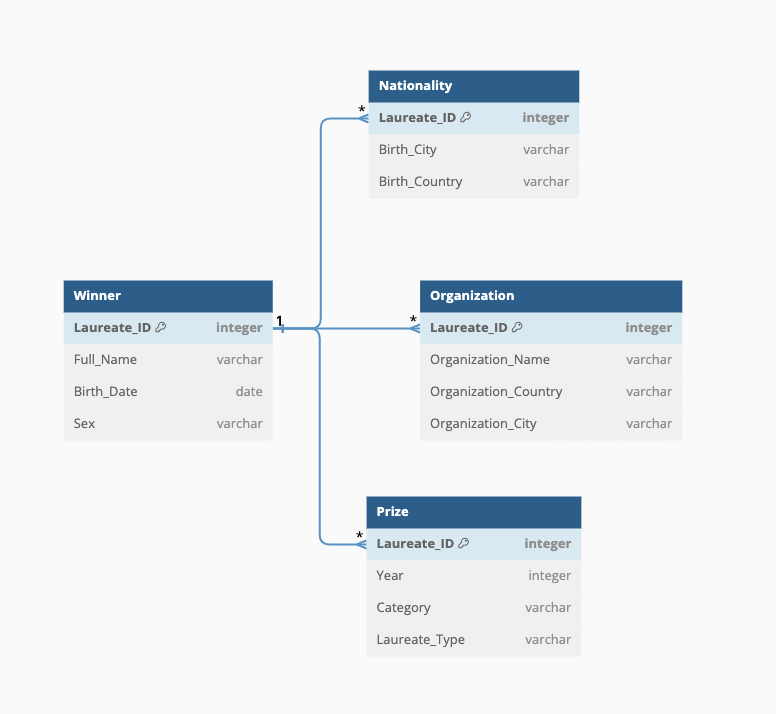 Nationality
*
Laureate_ID integer
Birth_City varchar
Birth_Country varchar
Winner
Laureate_ID integer
Full_Name varchar
Birth_Date date
Sex varchar
1
*
Organization
Laureate_ID integer
Organization_Name varchar
Organization_Country varchar
Organization_City varchar
Prize
*
Laureate_ID integer
Year integer
Category varchar
Laureate_Type varchar